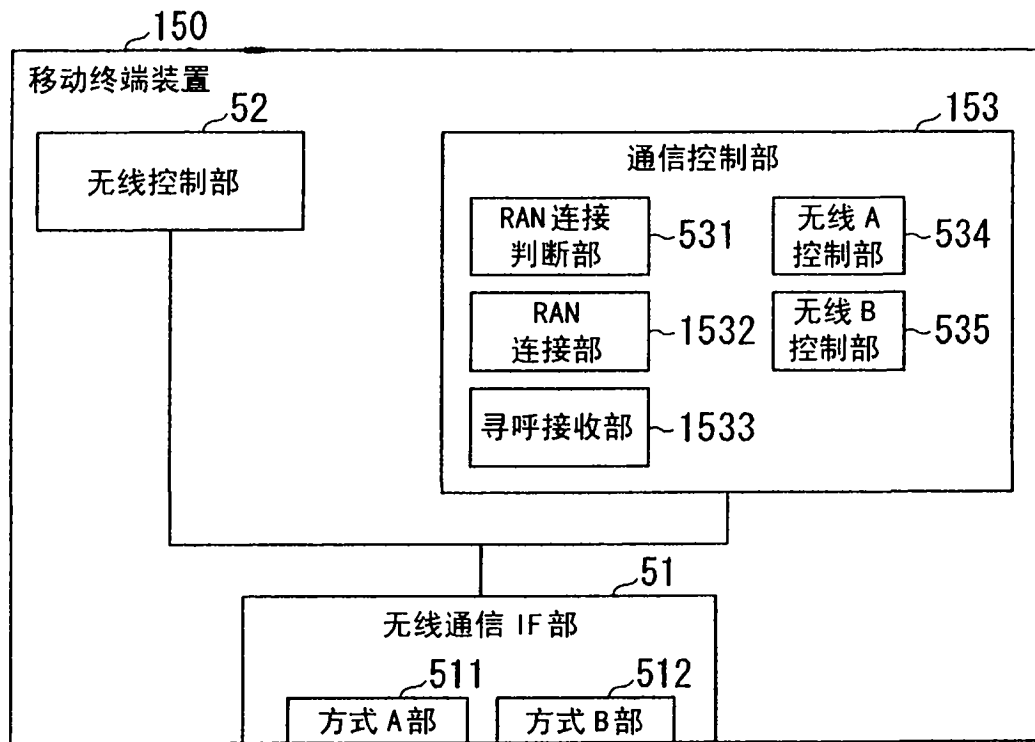 150
移动终端装置
52
无线控制部
153
通信控制部
RAN 连接
判断部
531
无线 A
控制部
534
RAN
连接部
1532
无线 B
控制部
535
寻呼接收部
1533
51
无线通信 IF 部
511
方式 A 部
512
方式 B 部